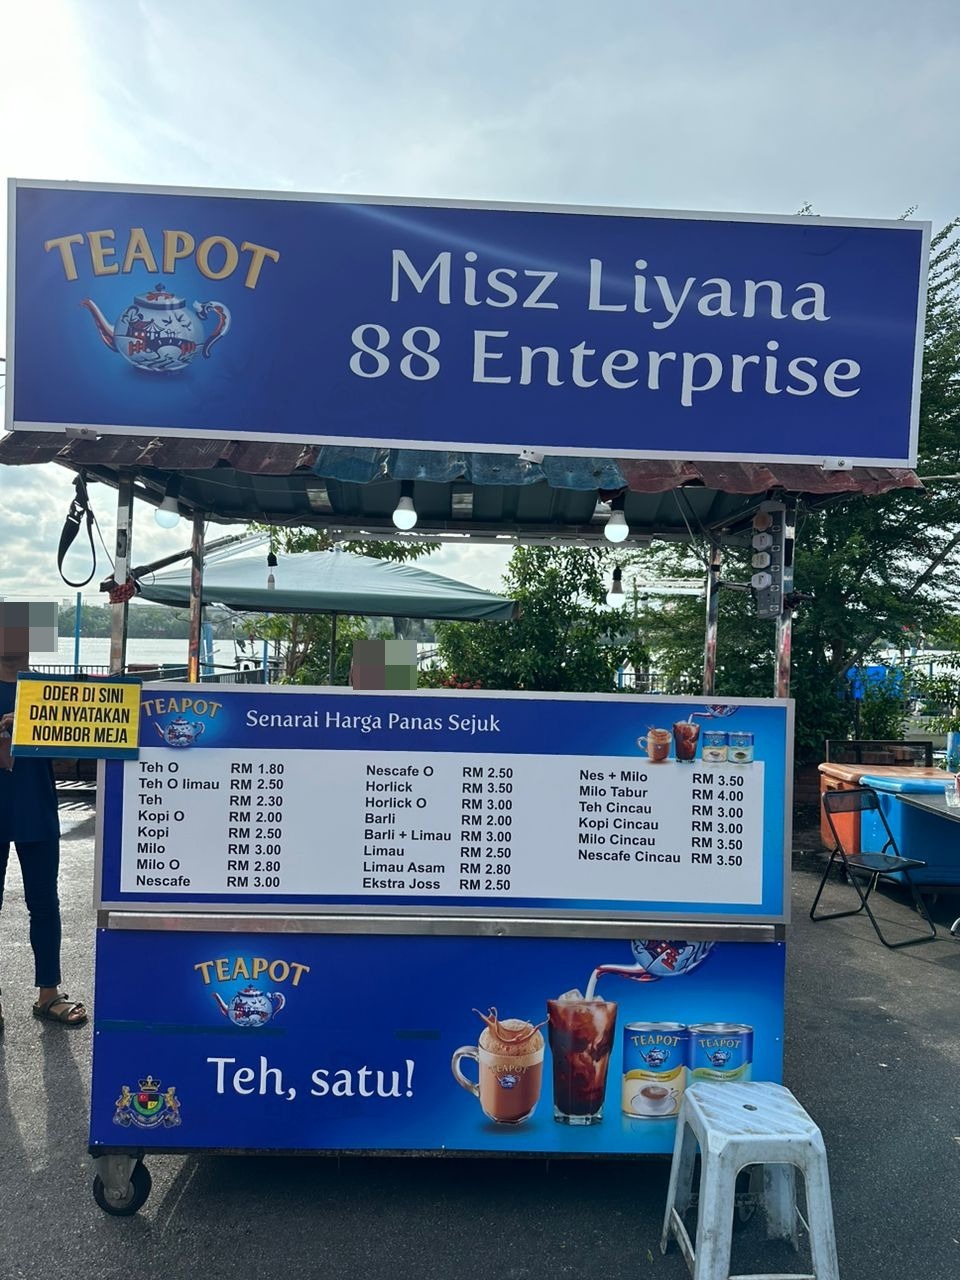 TEAPOT
Misz Liyana
88 Enterprise
ODER DI SINI
DAN NYATAKAN
NOMBOR MEJA
TEAPOT
Senarai Harga Panas Sejuk
Teh O RM 1.80
Teh O limau RM 2.50
Teh RM 2.30
Kopi O RM 2.00
Kopi RM 2.50
Milo RM 3.00
Milo O RM 2.80
Nescafe RM 3.00
Nescafe O RM 2.50
Horlick RM 3.50
Horlick O RM 3.00
Barli RM 2.00
Barli + Limau RM 3.00
Limau RM 2.50
Limau Asam RM 2.80
Ekstra Joss RM 2.50
Nes + Milo RM 3.50
Milo Tabur RM 4.00
Teh Cincau RM 3.00
Kopi Cincau RM 3.00
Milo Cincau RM 3.50
Nescafe Cincau RM 3.50
TEAPOT
Teh, satu!
TEAPOT
TEAPOT
TEAPOT